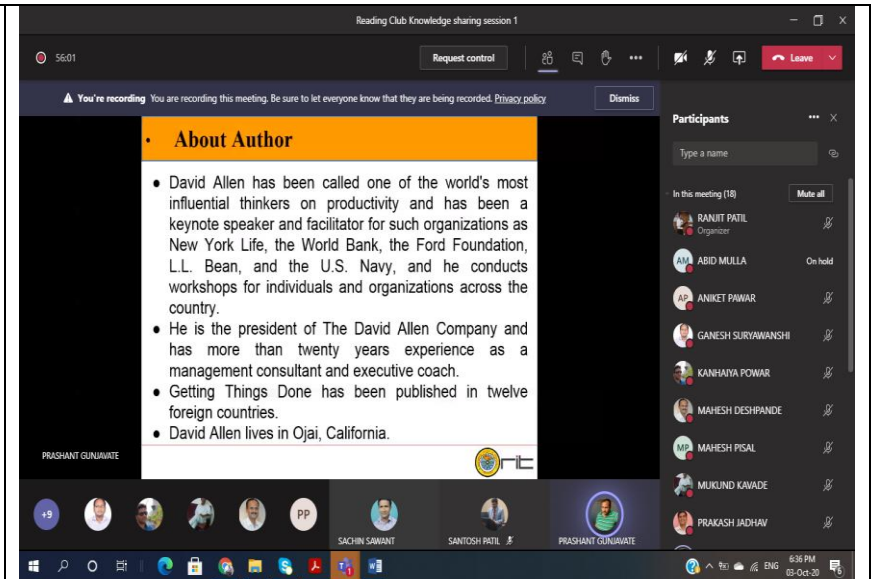 Reading Club Knowledge sharing session 1
56:01
Request control
Leave
You're recording You are recording this meeting. Be sure to let everyone know that they are being recorded. Privacy policy
Dismiss
• About Author
• David Allen has been called one of the world's most
influential thinkers on productivity and has been a
keynote speaker and facilitator for such organizations as
New York Life, the World Bank, the Ford Foundation,
L.L. Bean, and the U.S. Navy, and he conducts
workshops for individuals and organizations across the
country.
• He is the president of The David Allen Company and
has more than twenty years experience as a
management consultant and executive coach.
• Getting Things Done has been published in twelve
foreign countries.
• David Allen lives in Ojai, California.
rit
PRASHANT GUNJAVATE
+9
PP
SACHIN SAWANT
SANTOSH PATIL
PRASHANT GUNJAVATE
Participants
Type a name
In this meeting (18)
Mute all
RANJIT PATIL
Organizer
AM ABID MULLA On hold
AP ANIKET PAWAR
GANESH SURYAWANSHI
KANHAIYA POWAR
MAHESH DESHPANDE
MP MAHESH PISAL
MUKUND KAVADE
PRAKASH JADHAV
ENG
6:36 PM
03-Oct-20